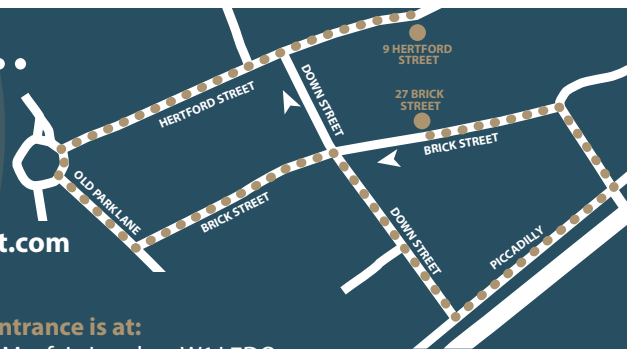 9 HERTFORD
STREET
27 BRICK
STREET
HERTFORD STREET
DOWN STREET
BRICK STREET
OLD PARK LANE
BRICK STREET
DOWN STREET
PICCADILLY
t.com
ntrance is at: